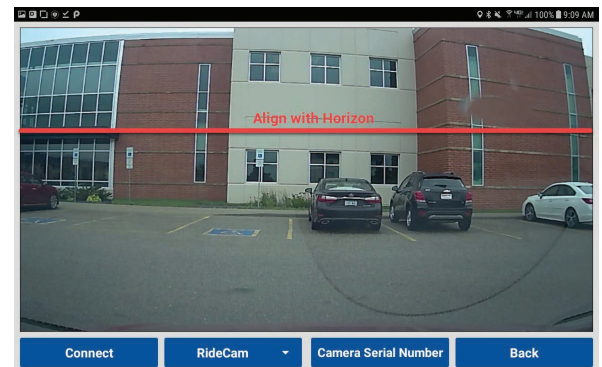 100% 9:09 AM
Align with Horizon
Connect
RideCam
Camera Serial Number
Back